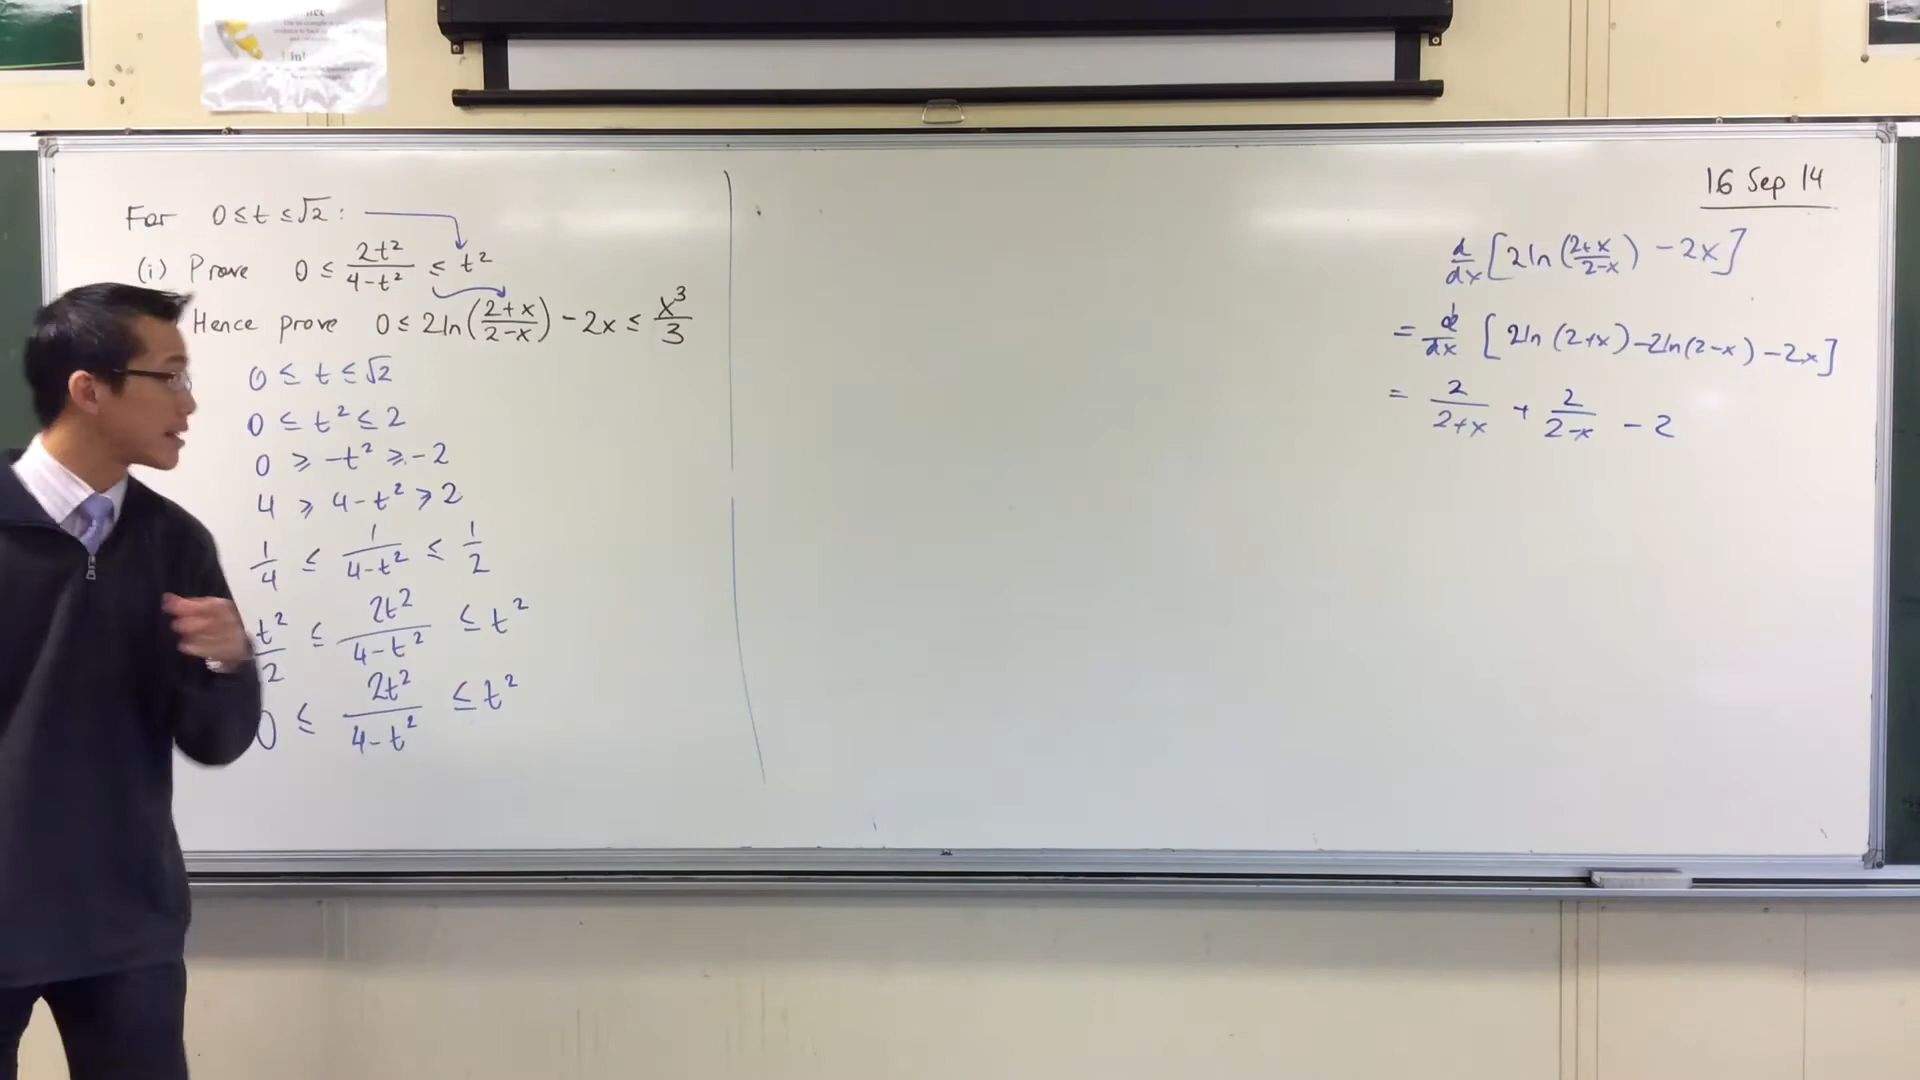 For 0 ≤ t ≤ √2 :
(i) Prove 0 ≤ 2t²/(4-t²) ≤ t²
Hence prove 0 ≤ 2ln((2+x)/(2-x)) - 2x ≤ x³/3
0 ≤ t ≤ √2
0 ≤ t² ≤ 2
0 ≥ -t² ≥ -2
4 ≥ 4-t² ≥ 2
1/4 ≤ 1/(4-t²) ≤ 1/2
t²/2 ≤ 2t²/(4-t²) ≤ t²
0 ≤ 2t²/(4-t²) ≤ t²
16 Sep 14
d/dx [2ln((2+x)/(2-x)) - 2x]
= d/dx [2ln(2+x) - 2ln(2-x) - 2x]
= 2/(2+x) + 2/(2-x) - 2